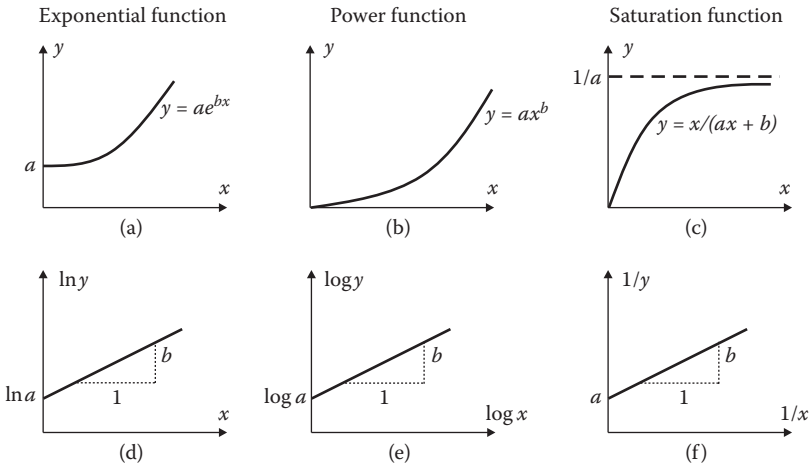 Exponential function
Power function
Saturation function
y
y = ae^{bx}
a
x
(a)
y
y = ax^{b}
x
(b)
y
1/a
y = x/(ax + b)
x
(c)
ln y
b
ln a
1
x
(d)
log y
b
log a
1
log x
(e)
1/y
b
a
1
1/x
(f)